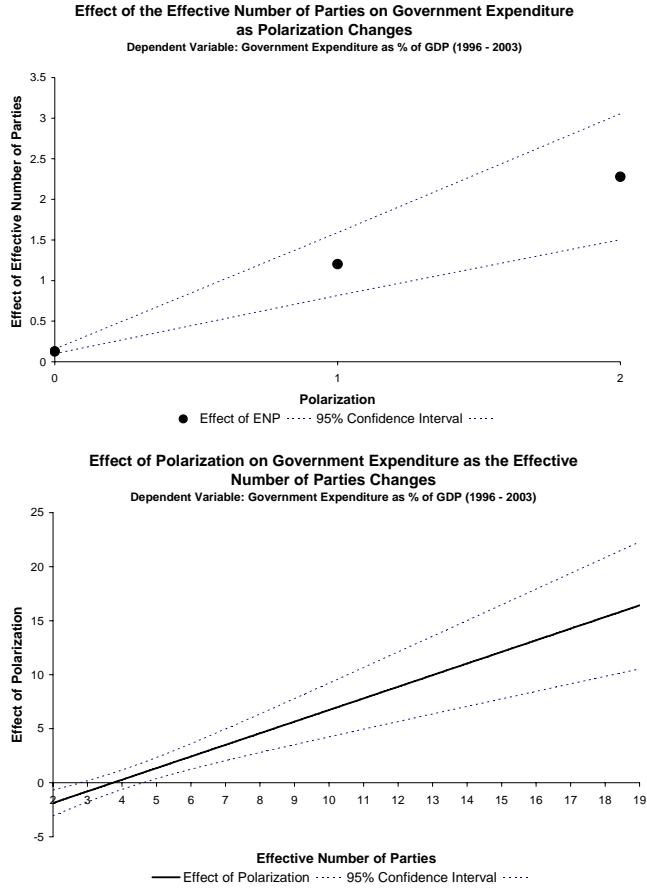 Effect of the Effective Number of Parties on Government Expenditure
as Polarization Changes
Dependent Variable: Government Expenditure as % of GDP (1996 - 2003)
3.5
3
2.5
2
1.5
1
0.5
0
Effect of Effective Number of Parties
0 1 2
Polarization
Effect of ENP 95% Confidence Interval
Effect of Polarization on Government Expenditure as the Effective
Number of Parties Changes
Dependent Variable: Government Expenditure as % of GDP (1996 - 2003)
25
20
15
10
5
0
-5
Effect of Polarization
2 3 4 5 6 7 8 9 10 11 12 13 14 15 16 17 18 19
Effective Number of Parties
Effect of Polarization 95% Confidence Interval